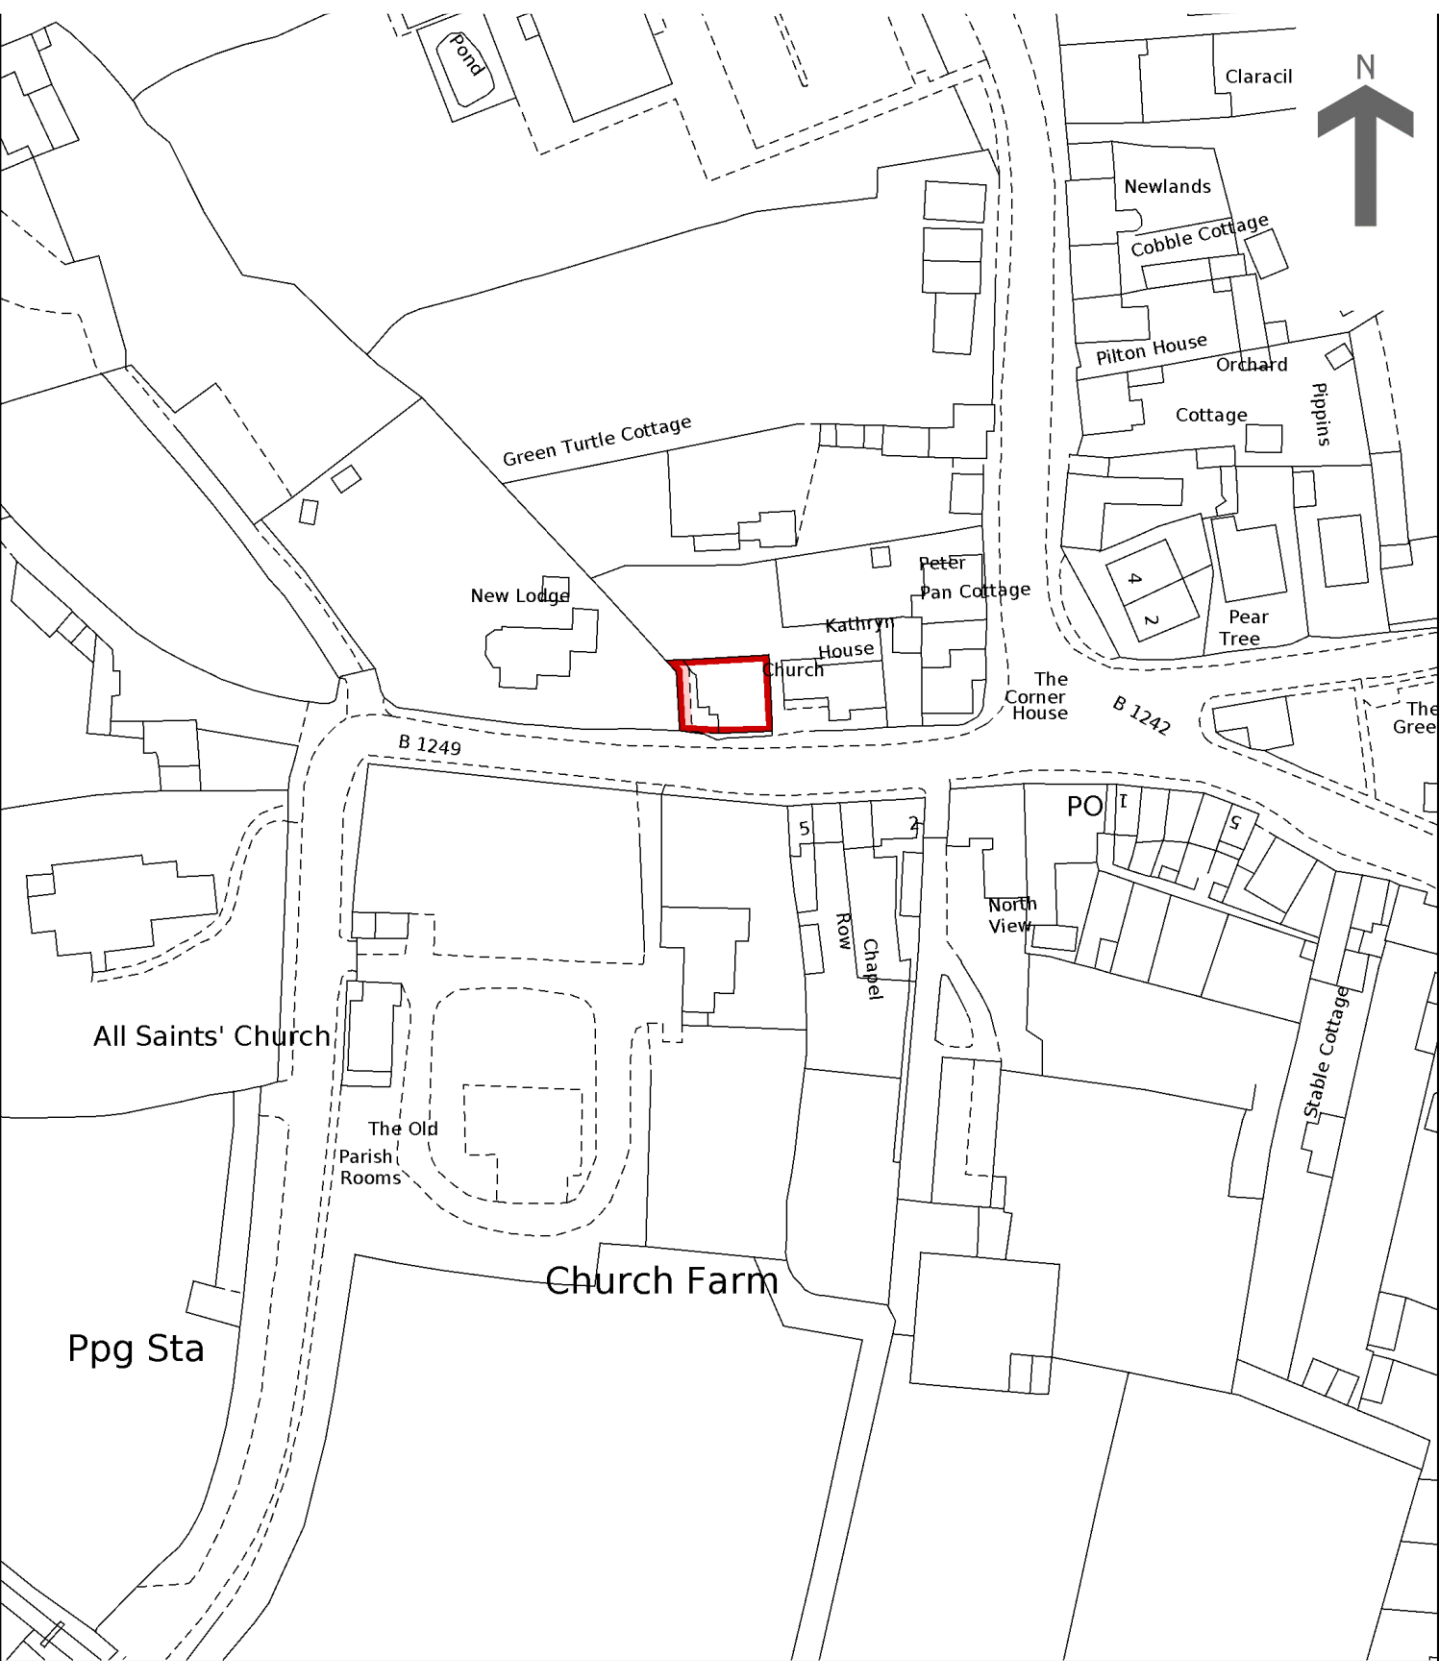 Pond
N
Claracil
Newlands
Cobble Cottage
Pilton House
Orchard
Cottage
Pippins
Green Turtle Cottage
New Lodge
Peter
Pan Cottage
Kathryn
House
Church
4
2
Pear
Tree
The
Corner
House
B 1242
The
Gree
B 1249
PO
1
5
5
2
North
View
Row
Chapel
All Saints' Church
Stable Cottage
The Old
Parish
Rooms
Church Farm
Ppg Sta